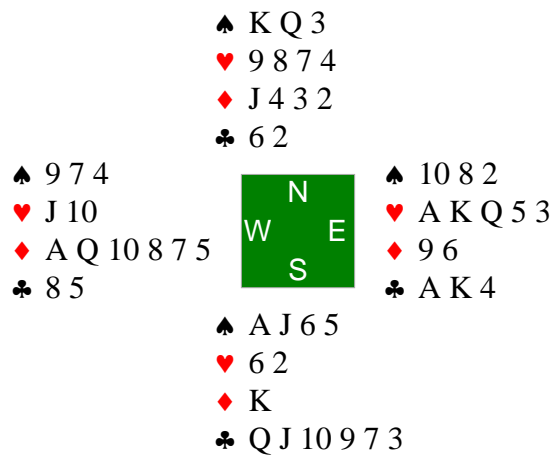 ♠ K Q 3
♥ 9 8 7 4
♦ J 4 3 2
♣ 6 2
♠ 9 7 4
♥ J 10
♦ A Q 10 8 7 5
♣ 8 5
N
W E
S
♠ 10 8 2
♥ A K Q 5 3
♦ 9 6
♣ A K 4
♠ A J 6 5
♥ 6 2
♦ K
♣ Q J 10 9 7 3